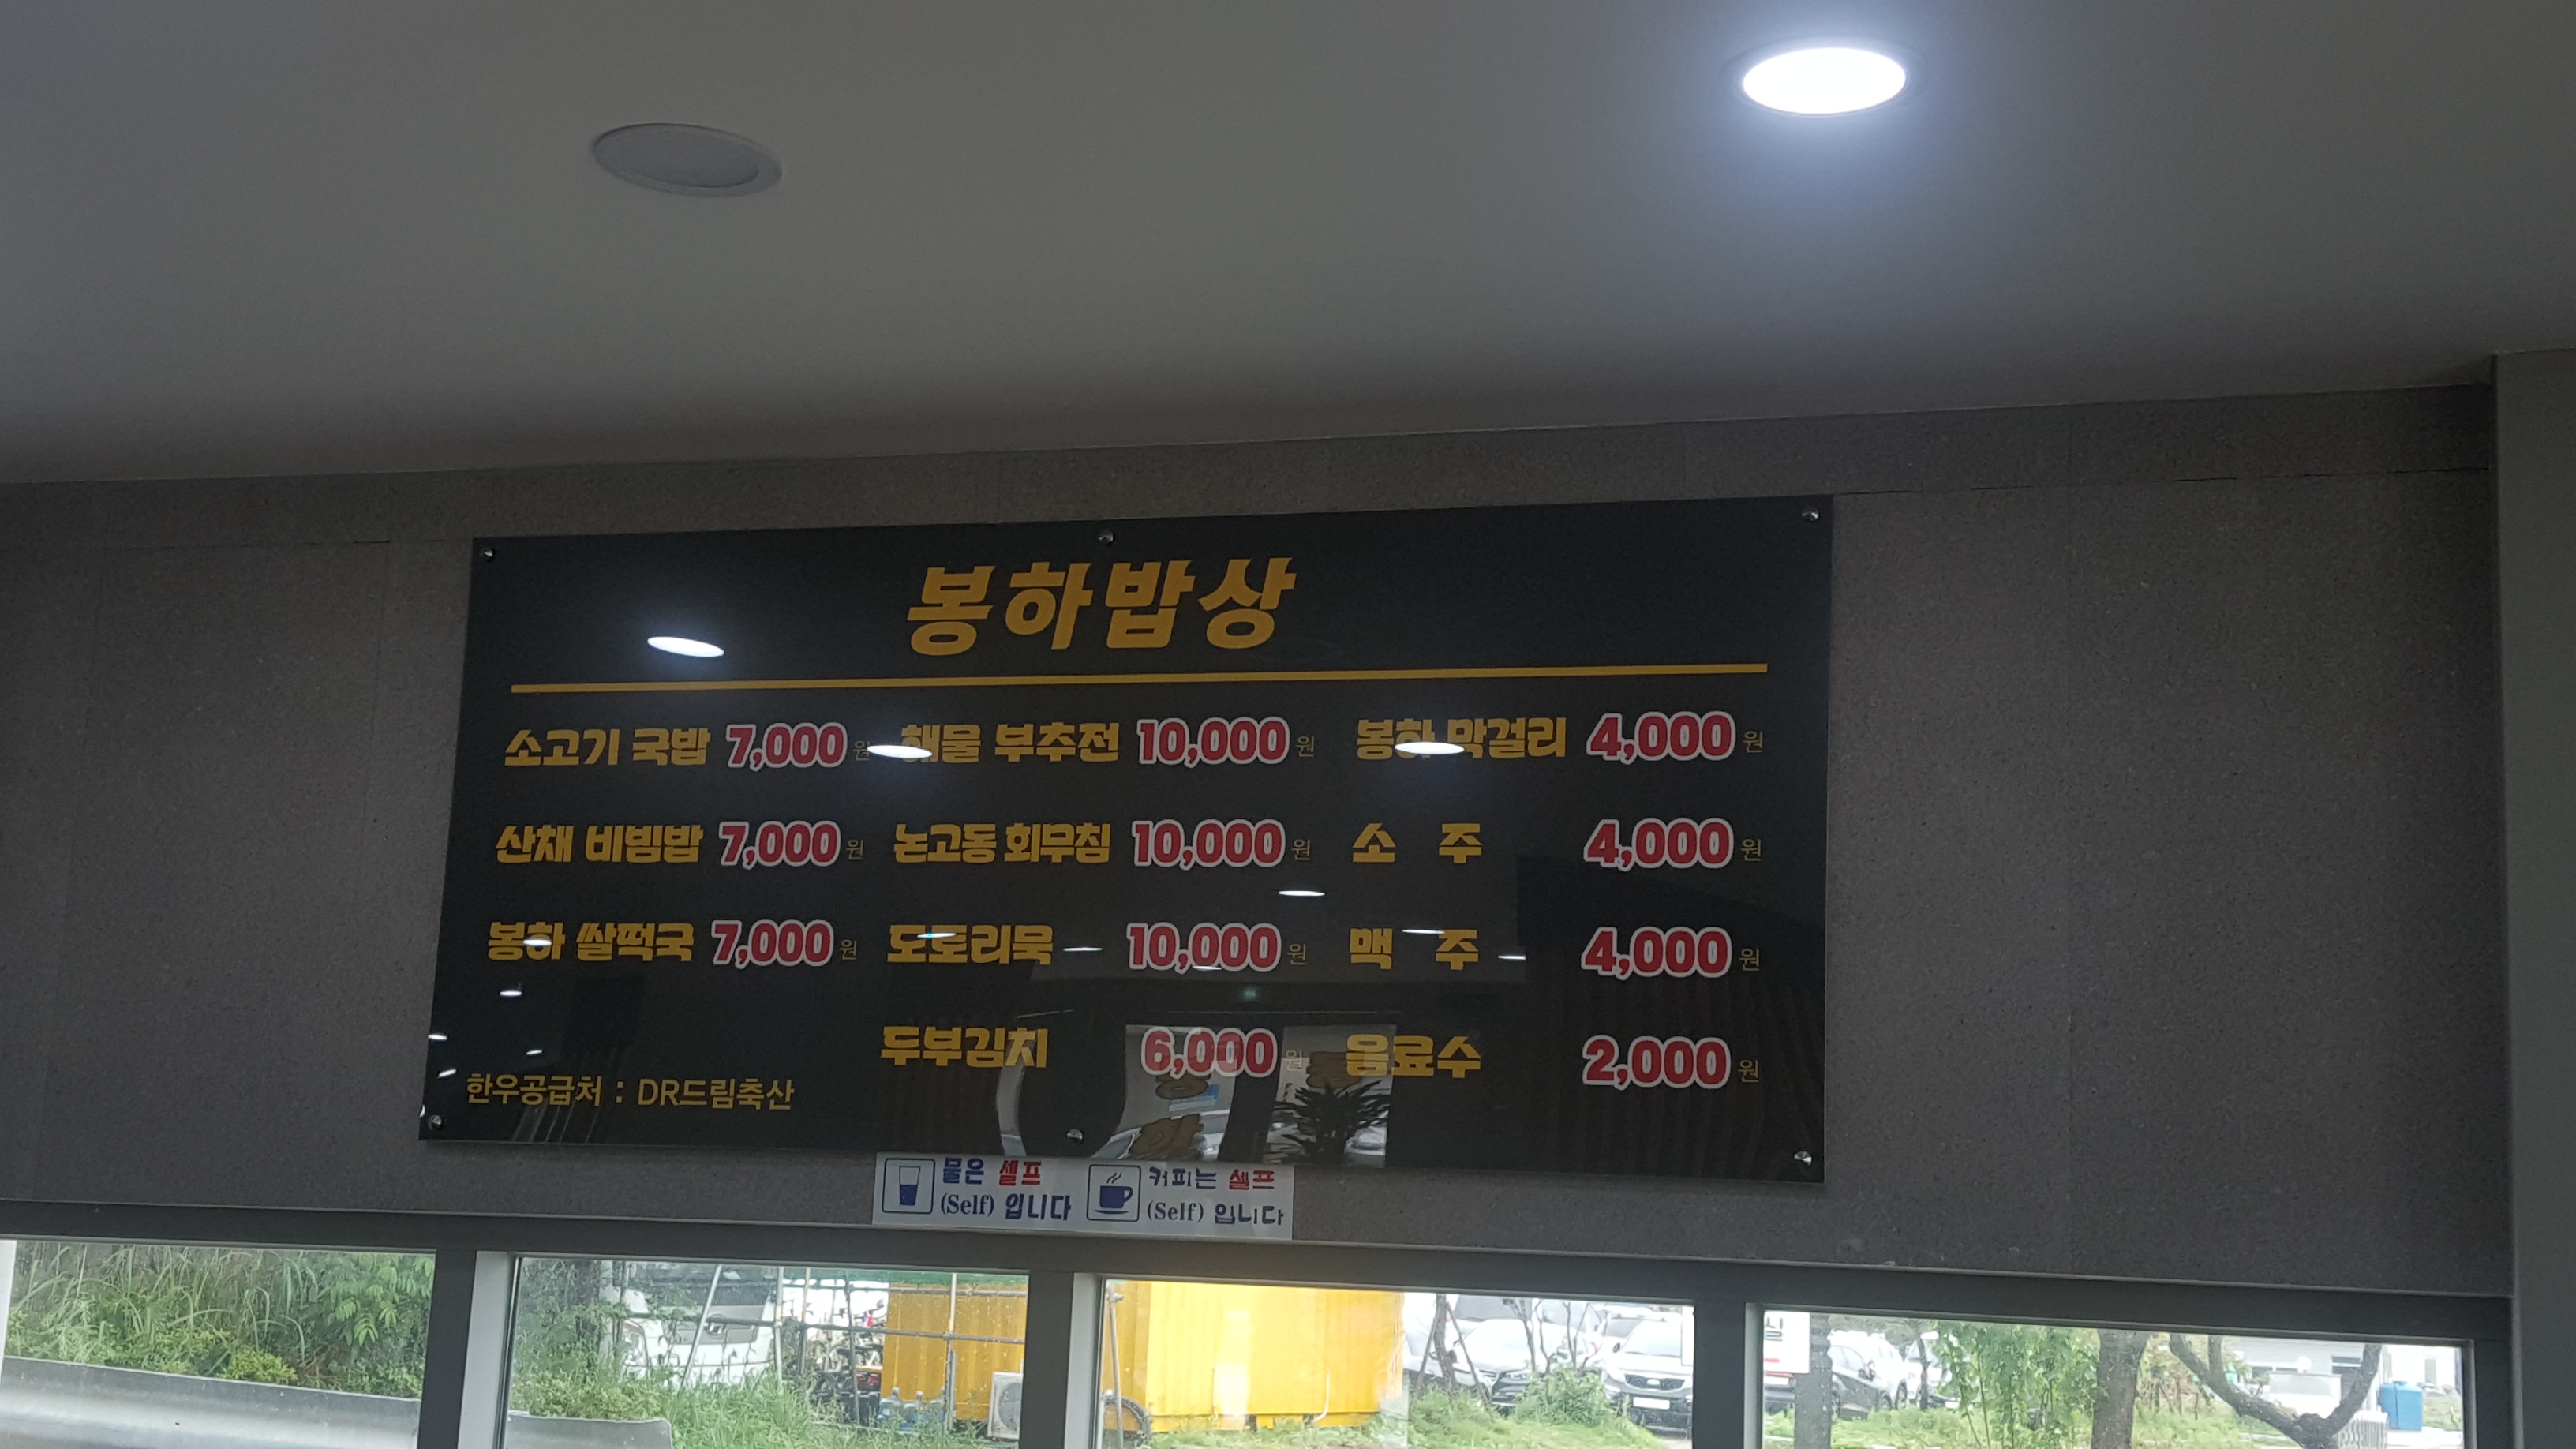 봉하밥상
소고기 국밥 7,000원 해물 부추전 10,000원 봉하 막걸리 4,000원
산채 비빔밥 7,000원 논고동 회무침 10,000원 소 주 4,000원
봉하 쌀떡국 7,000원 도토리묵 10,000원 맥 주 4,000원
두부김치 6,000원 음료수 2,000원
한우공급처 : DR드림축산
물은 셀프 커피는 셀프
(Self) 입니다 (Self) 입니다
실